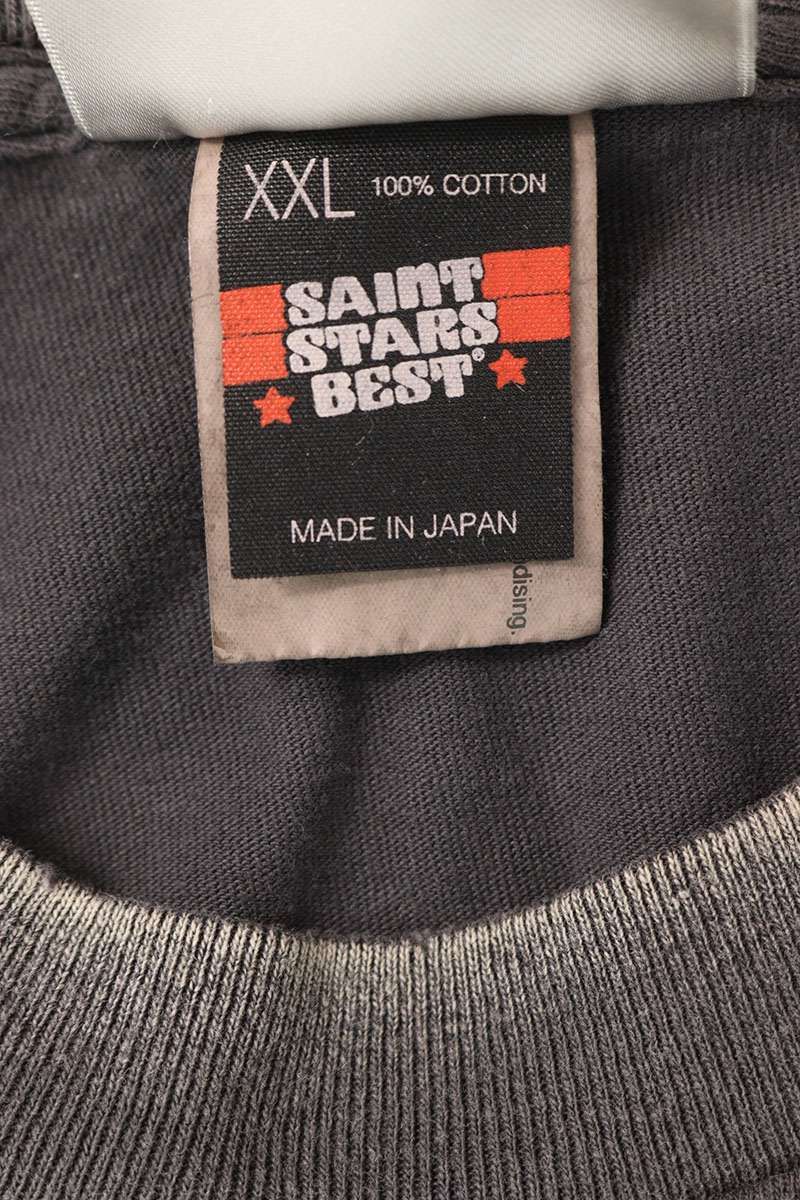 XXL 100% COTTON
SAINT
STARS
BEST®
MADE IN JAPAN
dising.